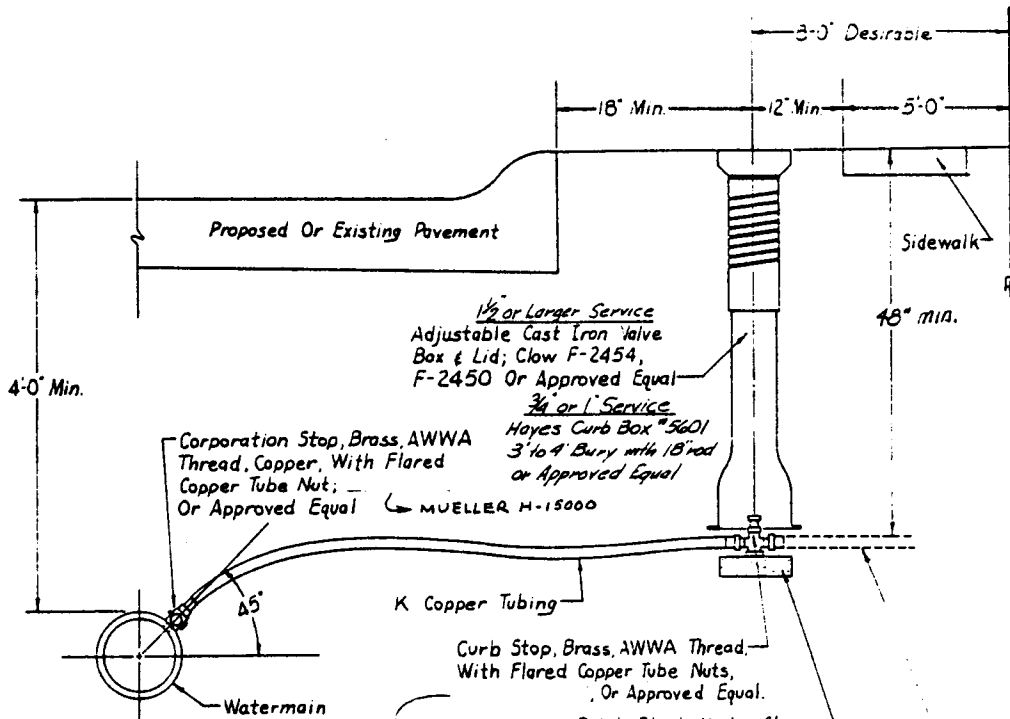 8'-0" Desirable
18" Min.
12" Min.
5'-0"
Proposed Or Existing Pavement
Sidewalk
1½" or Larger Service
Adjustable Cast Iron Valve
Box & Lid; Clow F-2454,
F-2450 Or Approved Equal
48" MIN.
4'-0" Min.
¾" or 1" Service
Hayes Curb Box #5601
3' to 4' Bury with 18" rod
or Approved Equal
Corporation Stop, Brass, AWWA
Thread, Copper, With Flared
Copper Tube Nut;
Or Approved Equal
MUELLER H-15000
45°
K Copper Tubing
Curb Stop, Brass, AWWA Thread,
With Flared Copper Tube Nuts,
, Or Approved Equal.
Watermain